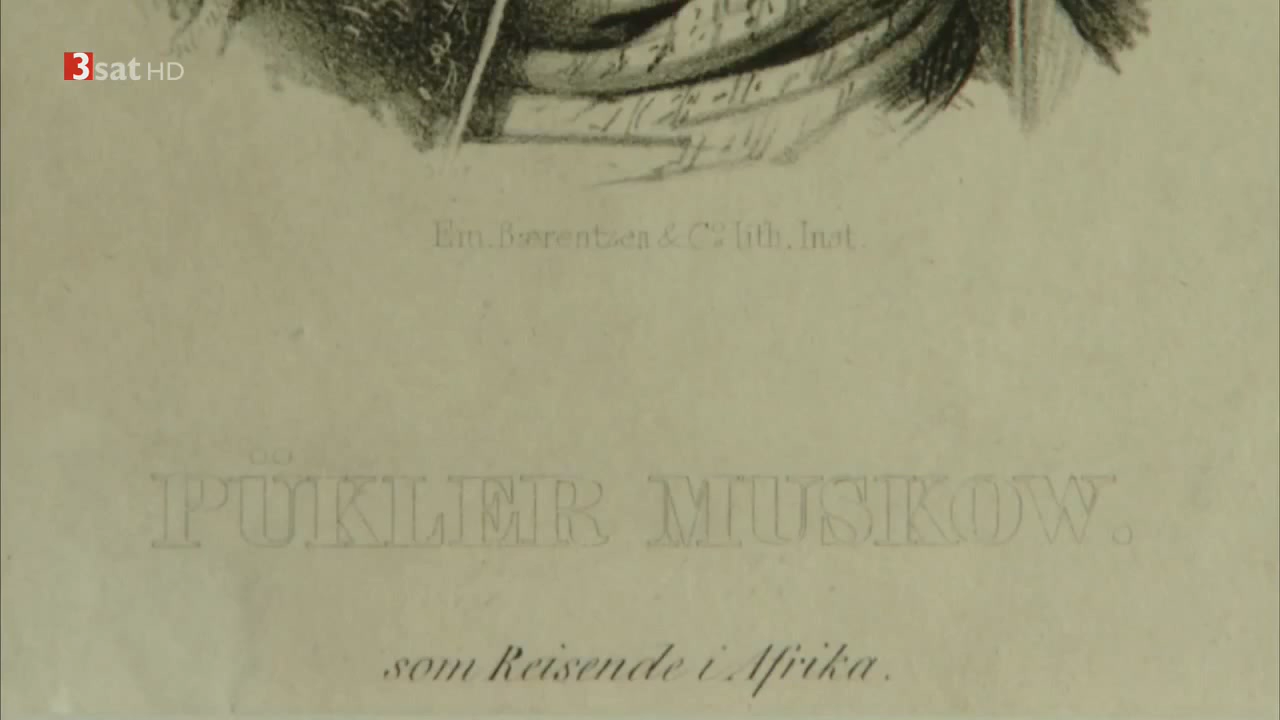 3sat HD
Em. Bærentzen & Co. lith. Inst.
PÜKLER MUSKOW.
som Reisende i Afrika.